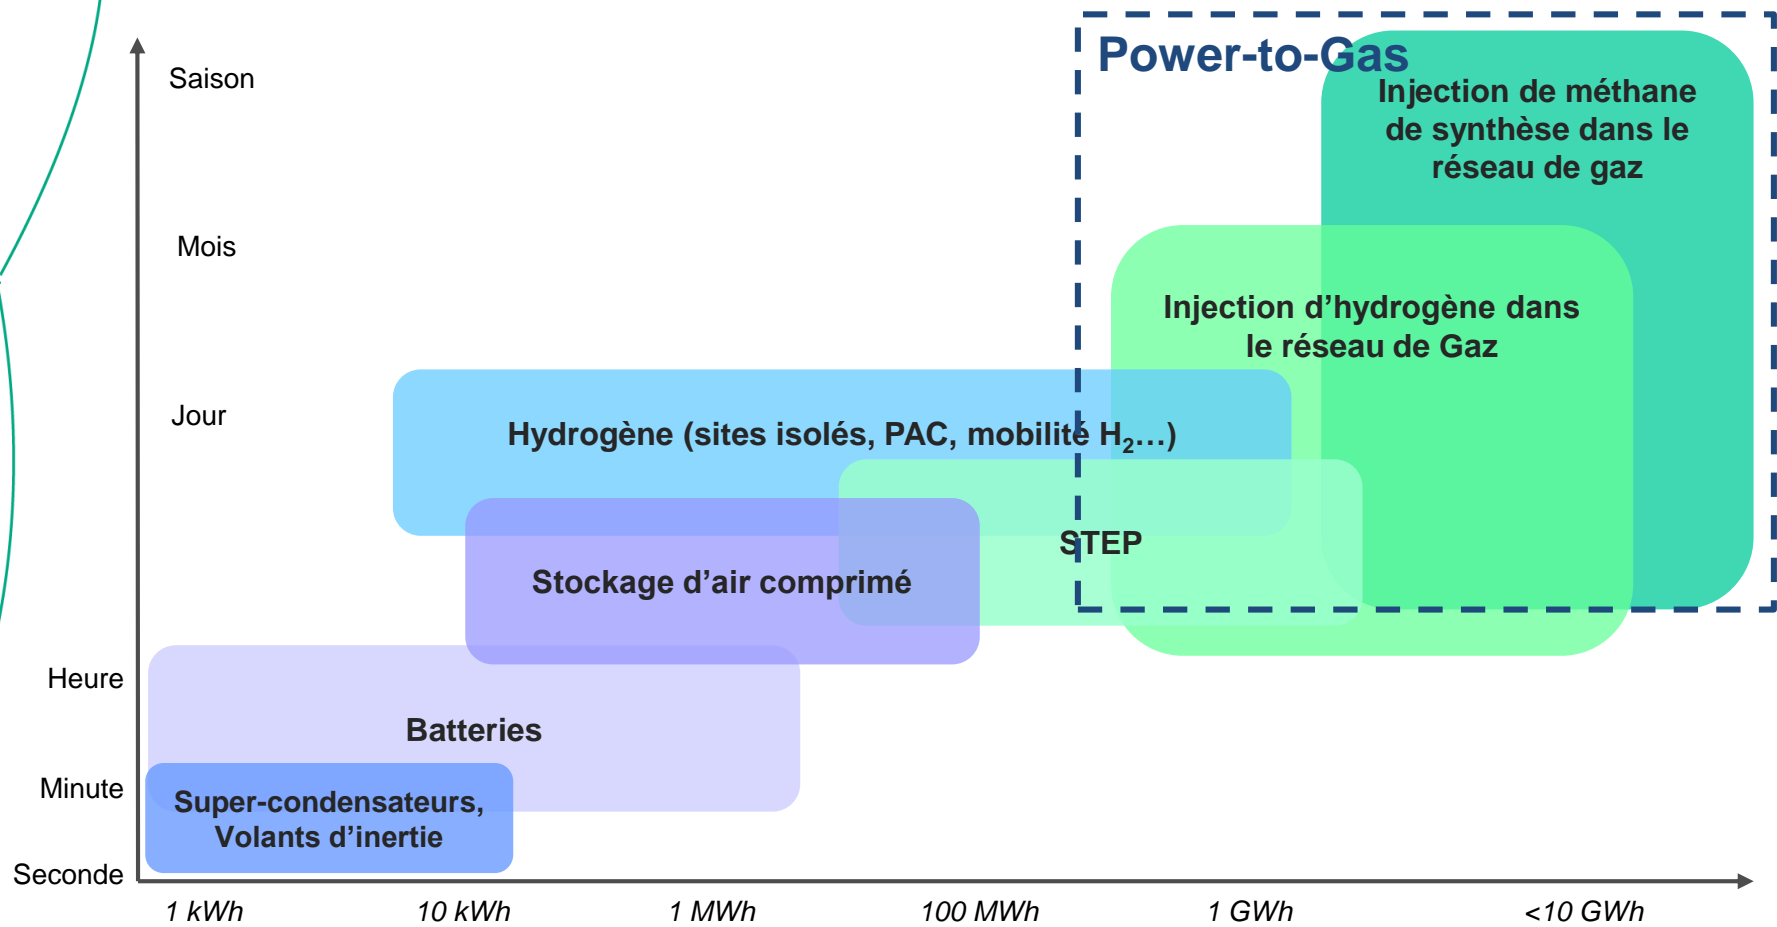 Power-to-Gas
Saison
Injection de méthane
de synthèse dans le
réseau de gaz
Mois
Injection d’hydrogène dans
le réseau de Gaz
Jour
Hydrogène (sites isolés, PAC, mobilité H₂…)
STEP
Stockage d’air comprimé
Heure
Batteries
Minute
Super-condensateurs,
Volants d’inertie
Seconde
1 kWh 10 kWh 1 MWh 100 MWh 1 GWh <10 GWh